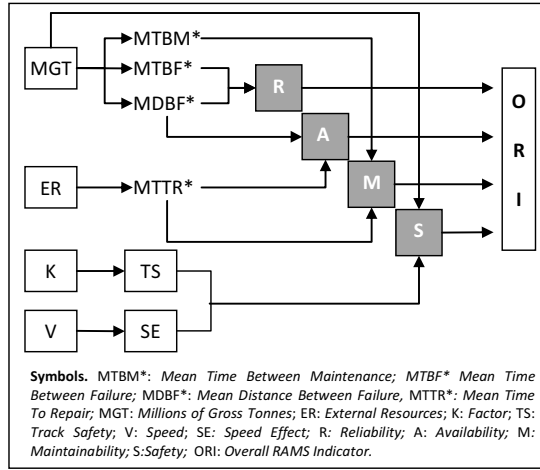 MTBM*
MGT
MTBF*
MDBF*
R
A
M
S
O
R
I
ER
MTTR*
K
TS
V
SE
Symbols. MTBM*: Mean Time Between Maintenance; MTBF* Mean Time
Between Failure; MDBF*: Mean Distance Between Failure, MTTR*: Mean Time
To Repair; MGT: Millions of Gross Tonnes; ER: External Resources; K: Factor; TS:
Track Safety; V: Speed; SE: Speed Effect; R: Reliability; A: Availability; M:
Maintainability; S:Safety; ORI: Overall RAMS Indicator.